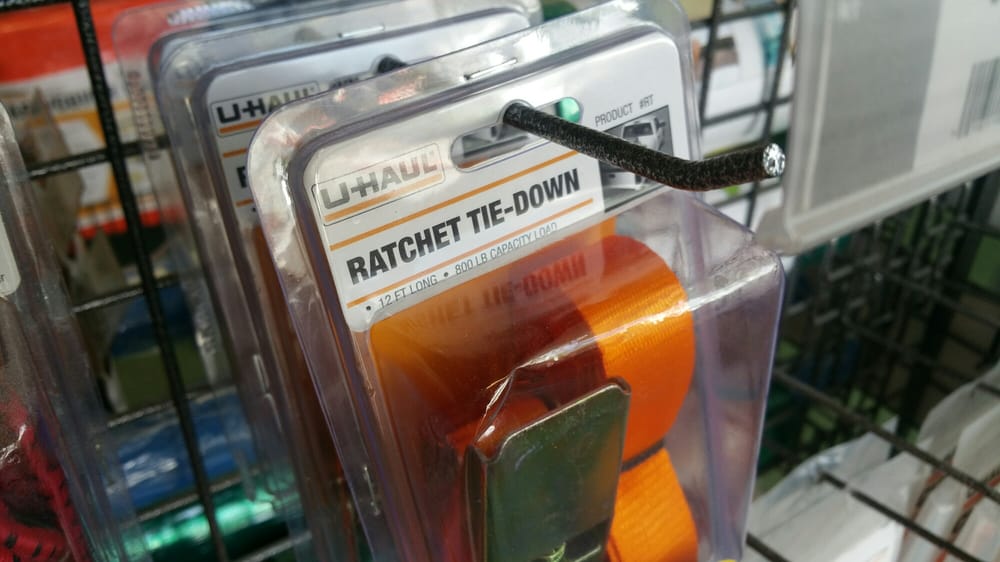 U-HAUL
U-HAUL
PRODUCT #RT
RATCHET TIE-DOWN
• 12 FT LONG • 800 LB CAPACITY LOAD